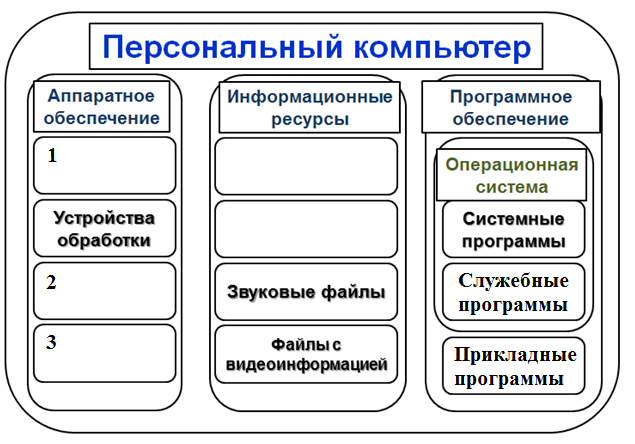 Персональный компьютер
Аппаратное
обеспечение
1
Устройства
обработки
2
3
Информационные
ресурсы
Звуковые файлы
Файлы с
видеоинформацией
Программное
обеспечение
Операционная
система
Системные
программы
Служебные
программы
Прикладные
программы